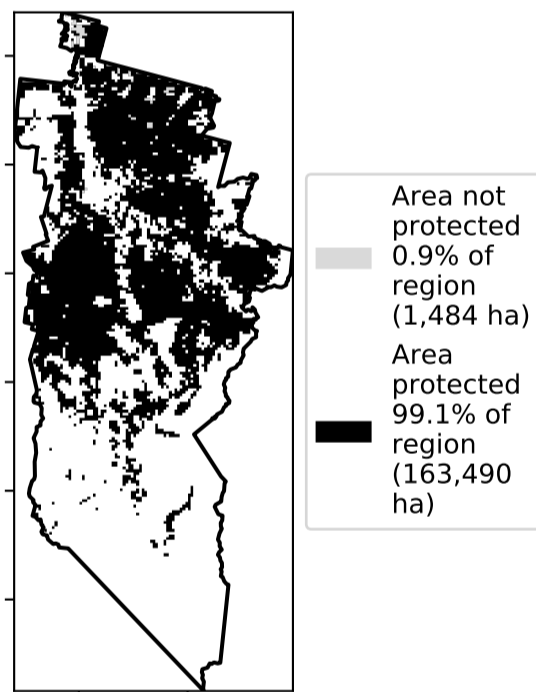 Area not
protected
0.9% of
region
(1,484 ha)
Area
protected
99.1% of
region
(163,490
ha)